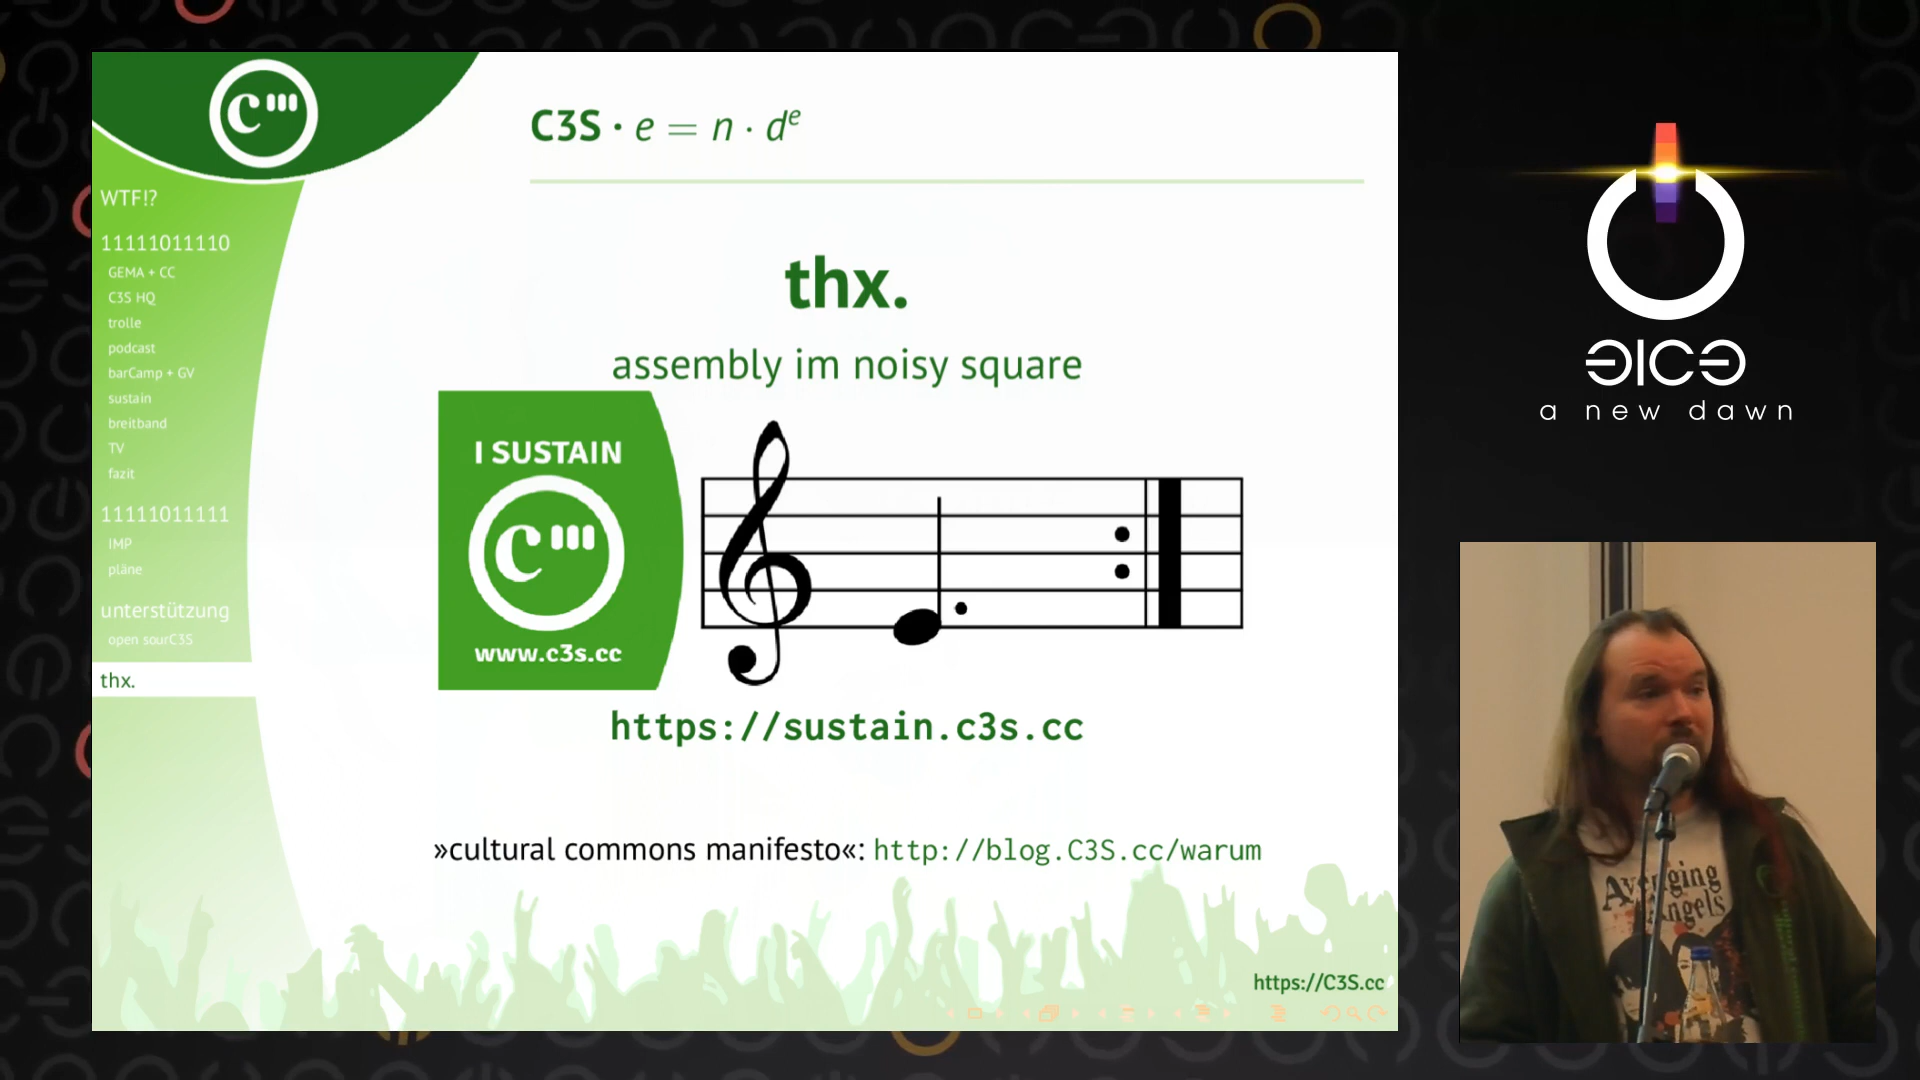 C3S · e = n · dᵉ
WTF!?
11111011110
GEMA + CC
C3S HQ
trolle
podcast
barCamp + GV
sustain
breitband
TV
fazit
11111011111
IMP
pläne
unterstützung
open sourC3S
thx.
thx.
assembly im noisy square
I SUSTAIN
c'''
www.c3s.cc
https://sustain.c3s.cc
»cultural commons manifesto«: http://blog.C3S.cc/warum
https://C3S.cc
a new dawn
Avenging
Angels